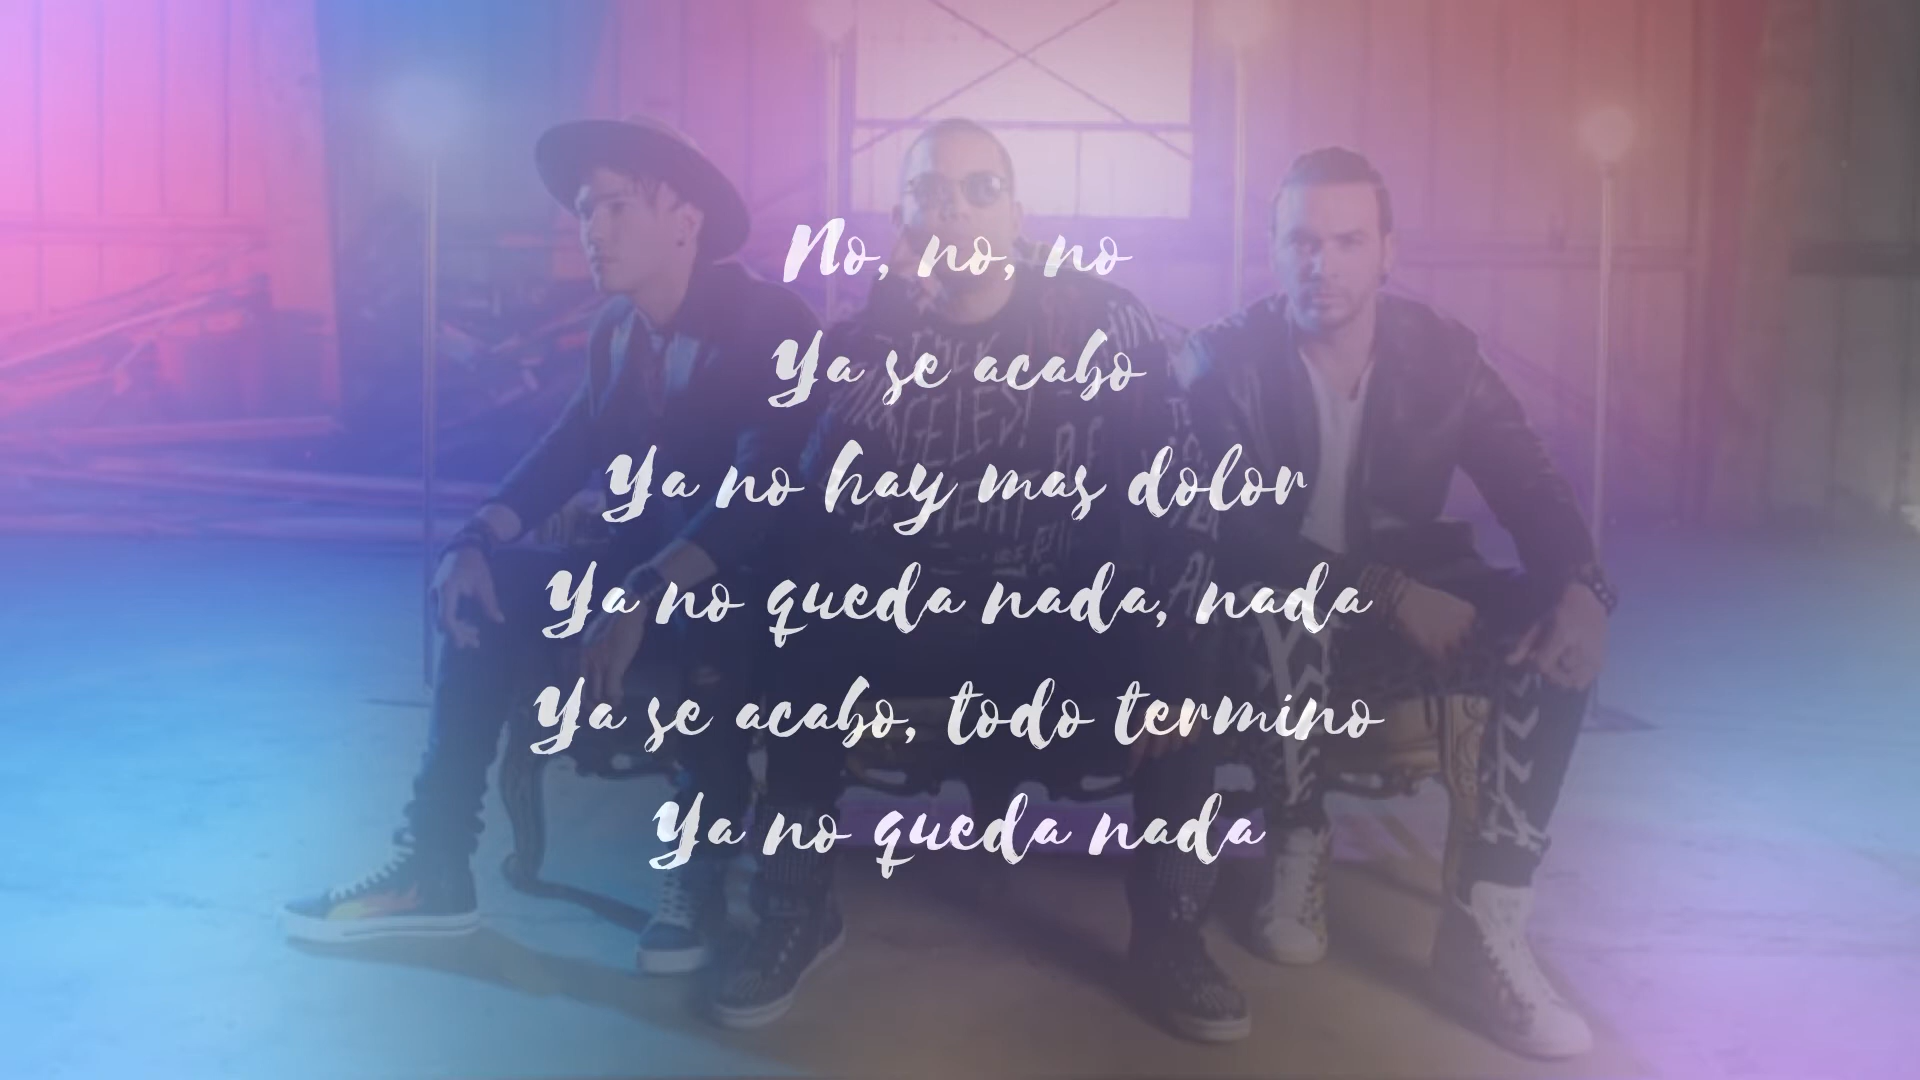 No, no, no
Ya se acabo
Ya no hay mas dolor
Ya no queda nada, nada
Ya se acabo, todo termino
Ya no queda nada